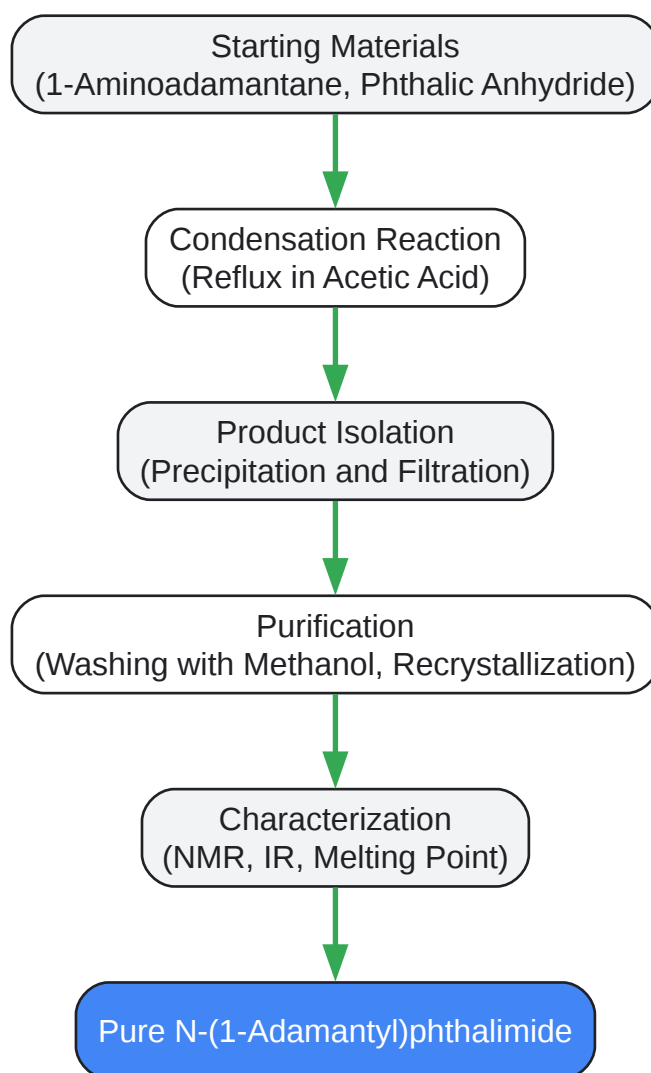 Starting Materials
(1-Aminoadamantane, Phthalic Anhydride)
Condensation Reaction
(Reflux in Acetic Acid)
Product Isolation
(Precipitation and Filtration)
Purification
(Washing with Methanol, Recrystallization)
Characterization
(NMR, IR, Melting Point)
Pure N-(1-Adamantyl)phthalimide